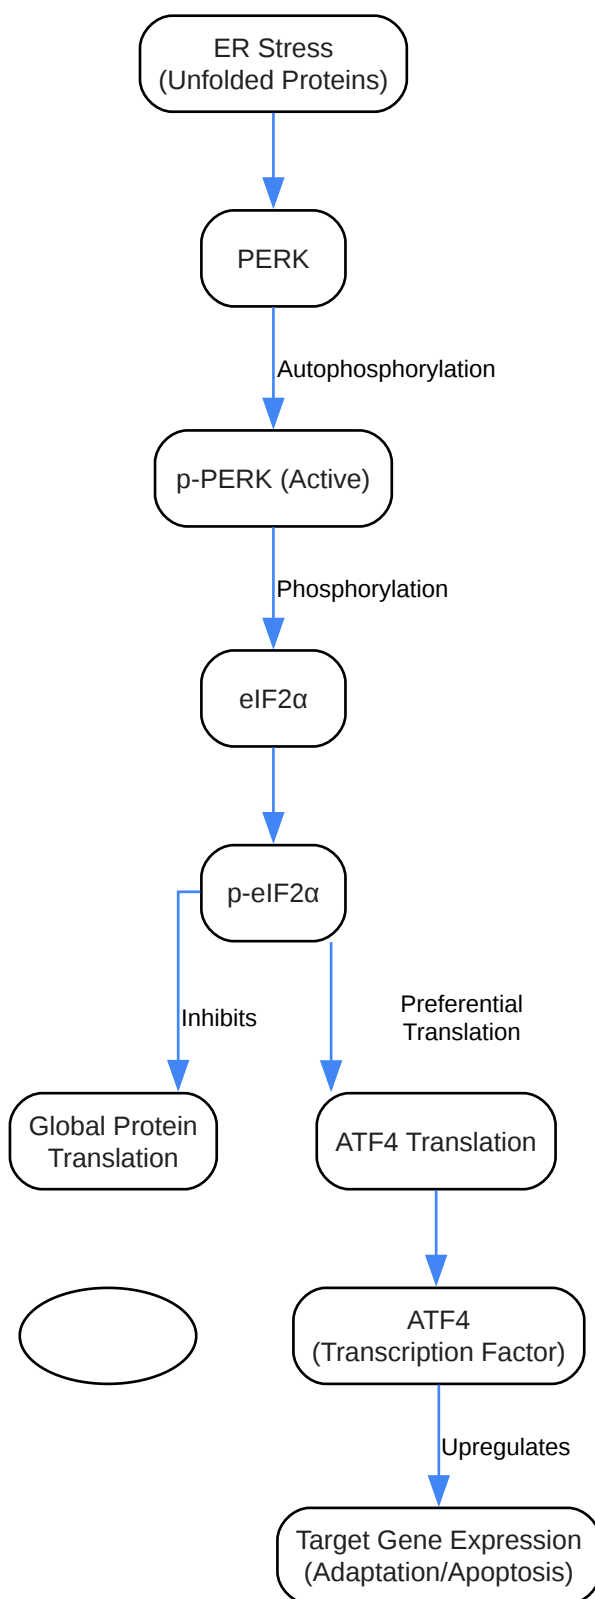 ER Stress
(Unfolded Proteins)
PERK
Autophosphorylation
p-PERK (Active)
Phosphorylation
eIF2α
p-eIF2α
Inhibits
Preferential
Translation
Global Protein
Translation
ATF4 Translation
ATF4
(Transcription Factor)
Upregulates
Target Gene Expression
(Adaptation/Apoptosis)